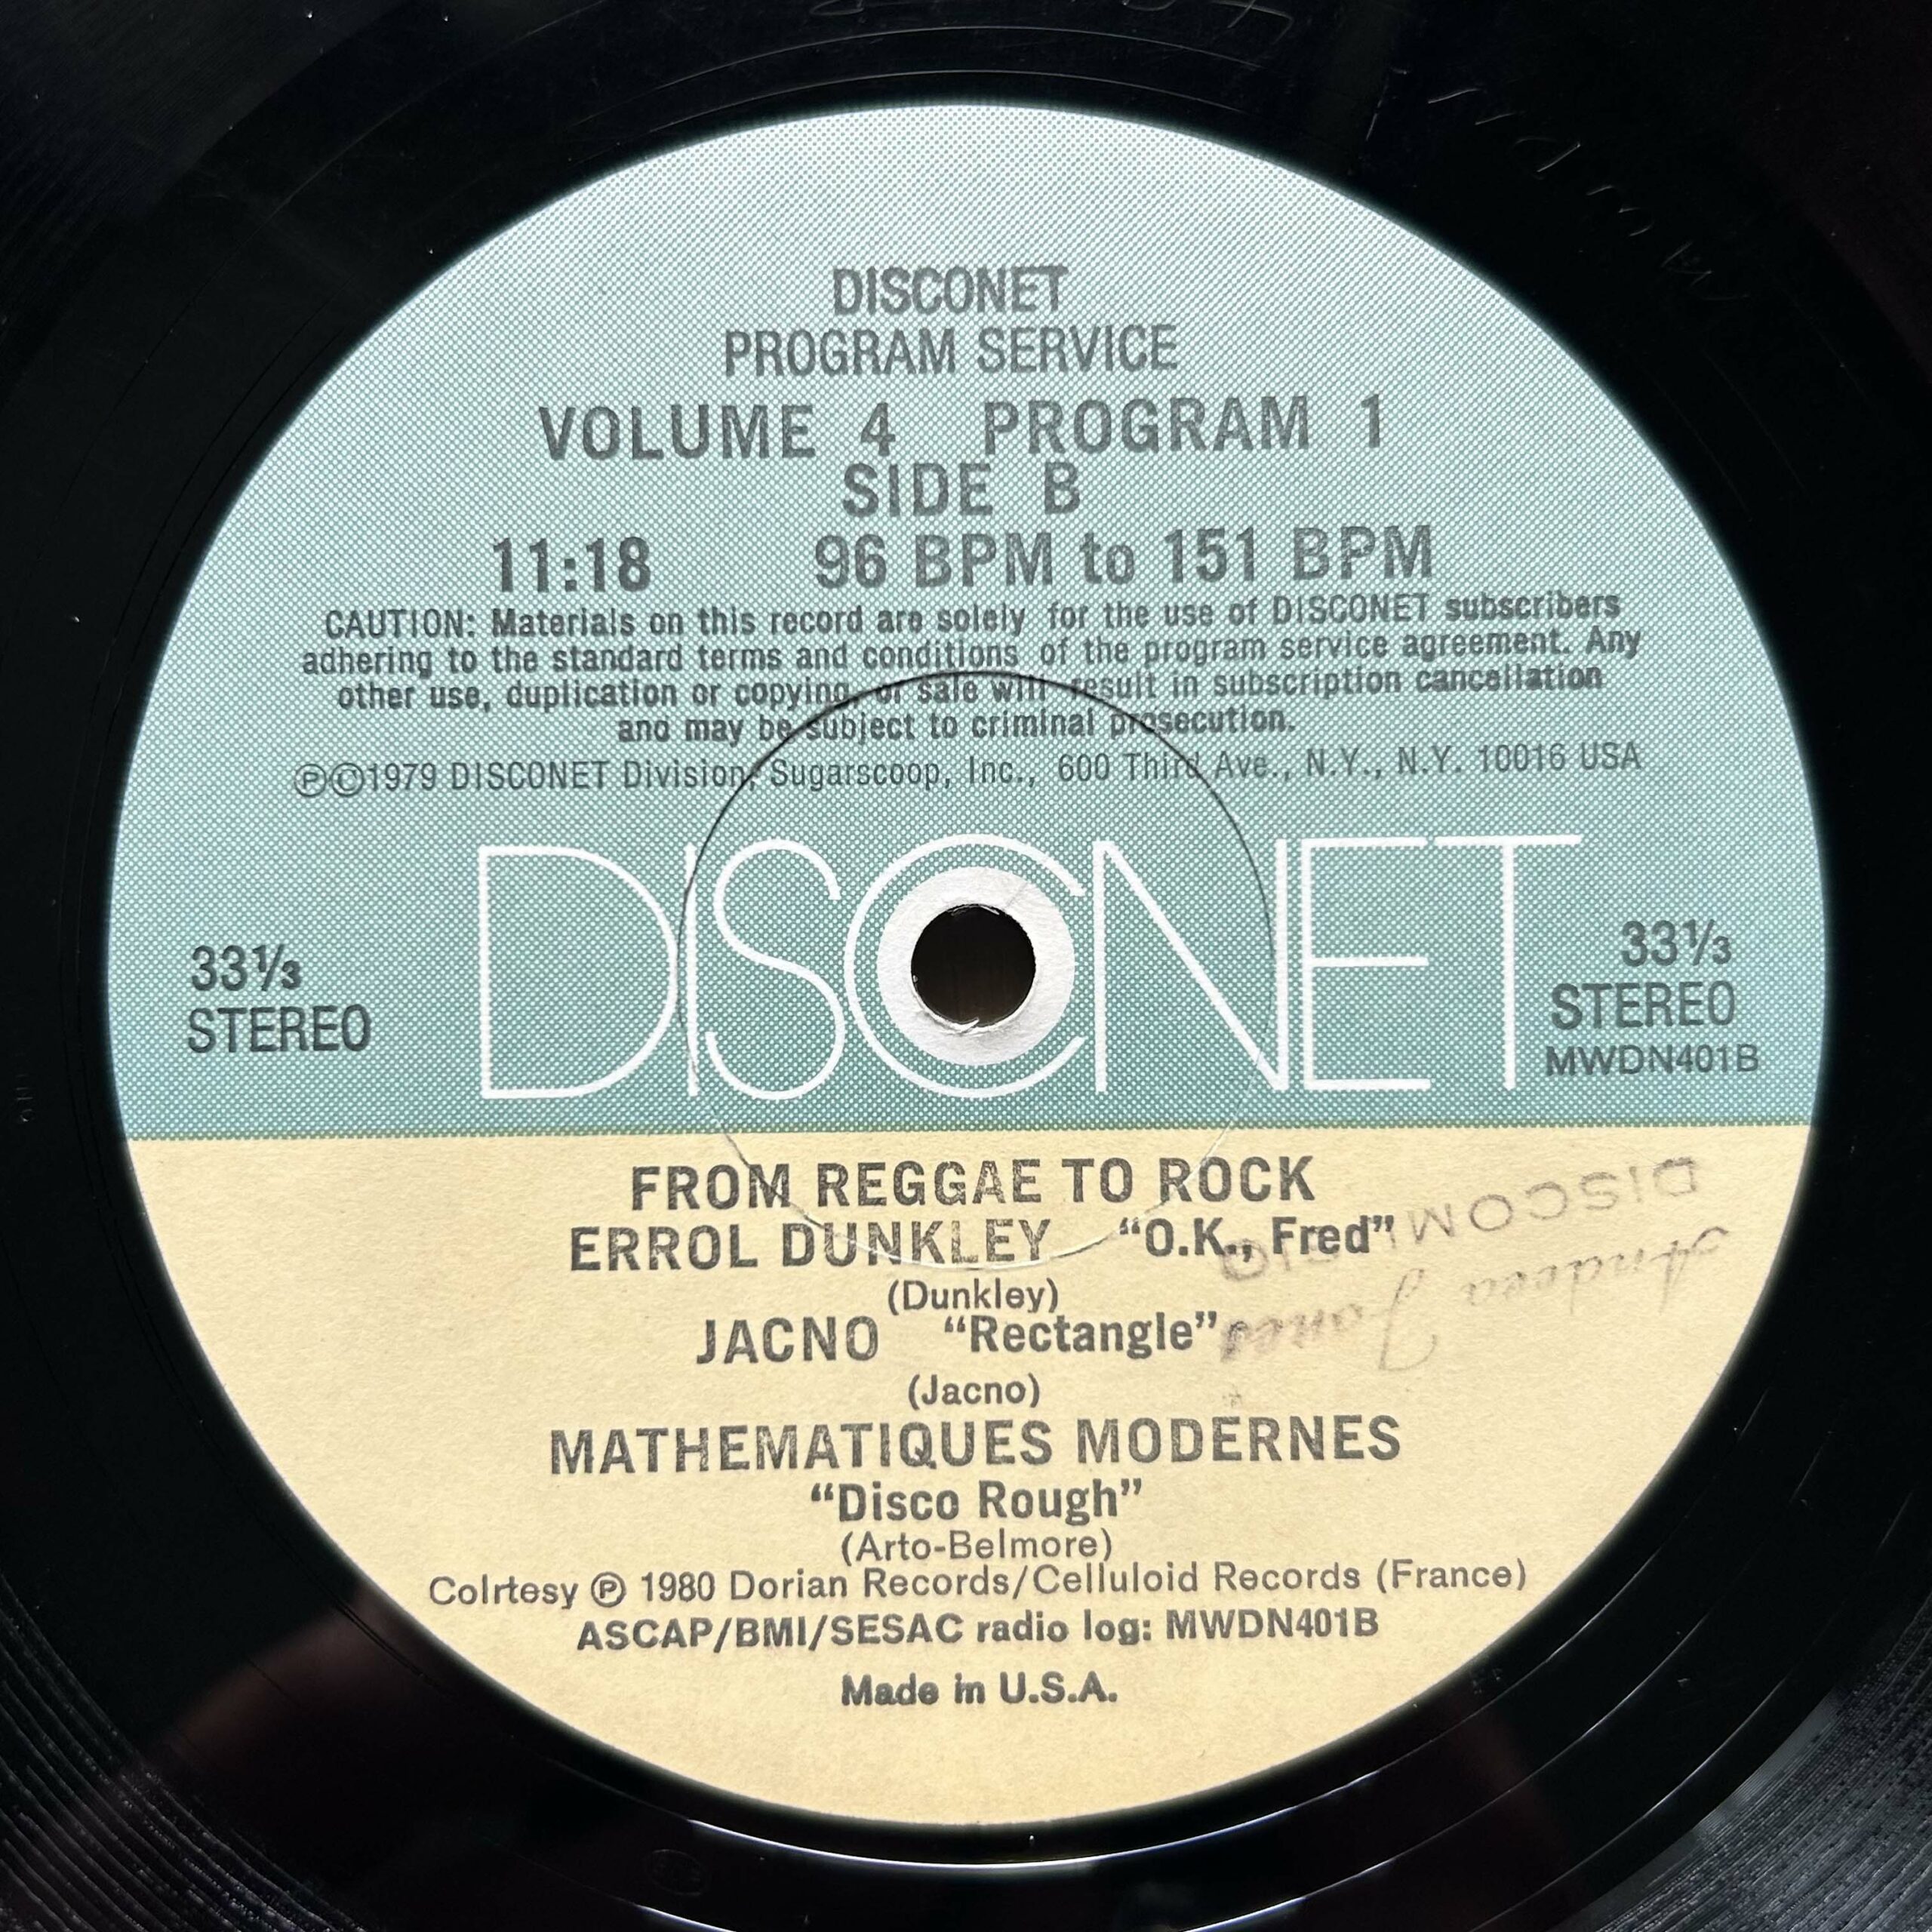 DISCONET
PROGRAM SERVICE
VOLUME 4 PROGRAM 1
SIDE B
11:18 96 BPM to 151 BPM
CAUTION: Materials on this record are solely for the use of DISCONET subscribers
adhering to the standard terms and conditions of the program service agreement. Any
other use, duplication or copying, or sale will result in subscription cancellation
and may be subject to criminal prosecution.
ⓅⒸ1979 DISCONET Division, Sugarscoop, Inc., 600 Third Ave., N.Y., N.Y. 10016 USA
DISCONET
33⅓
STEREO
33⅓
STEREO
MWDN401B
FROM REGGAE TO ROCK
ERROL DUNKLEY "O.K., Fred"
(Dunkley)
JACNO "Rectangle"
(Jacno)
MATHEMATIQUES MODERNES
"Disco Rough"
(Arto-Belmore)
Colrtesy Ⓟ 1980 Dorian Records/Celluloid Records (France)
ASCAP/BMI/SESAC radio log: MWDN401B
Made in U.S.A.
Andrea Jones